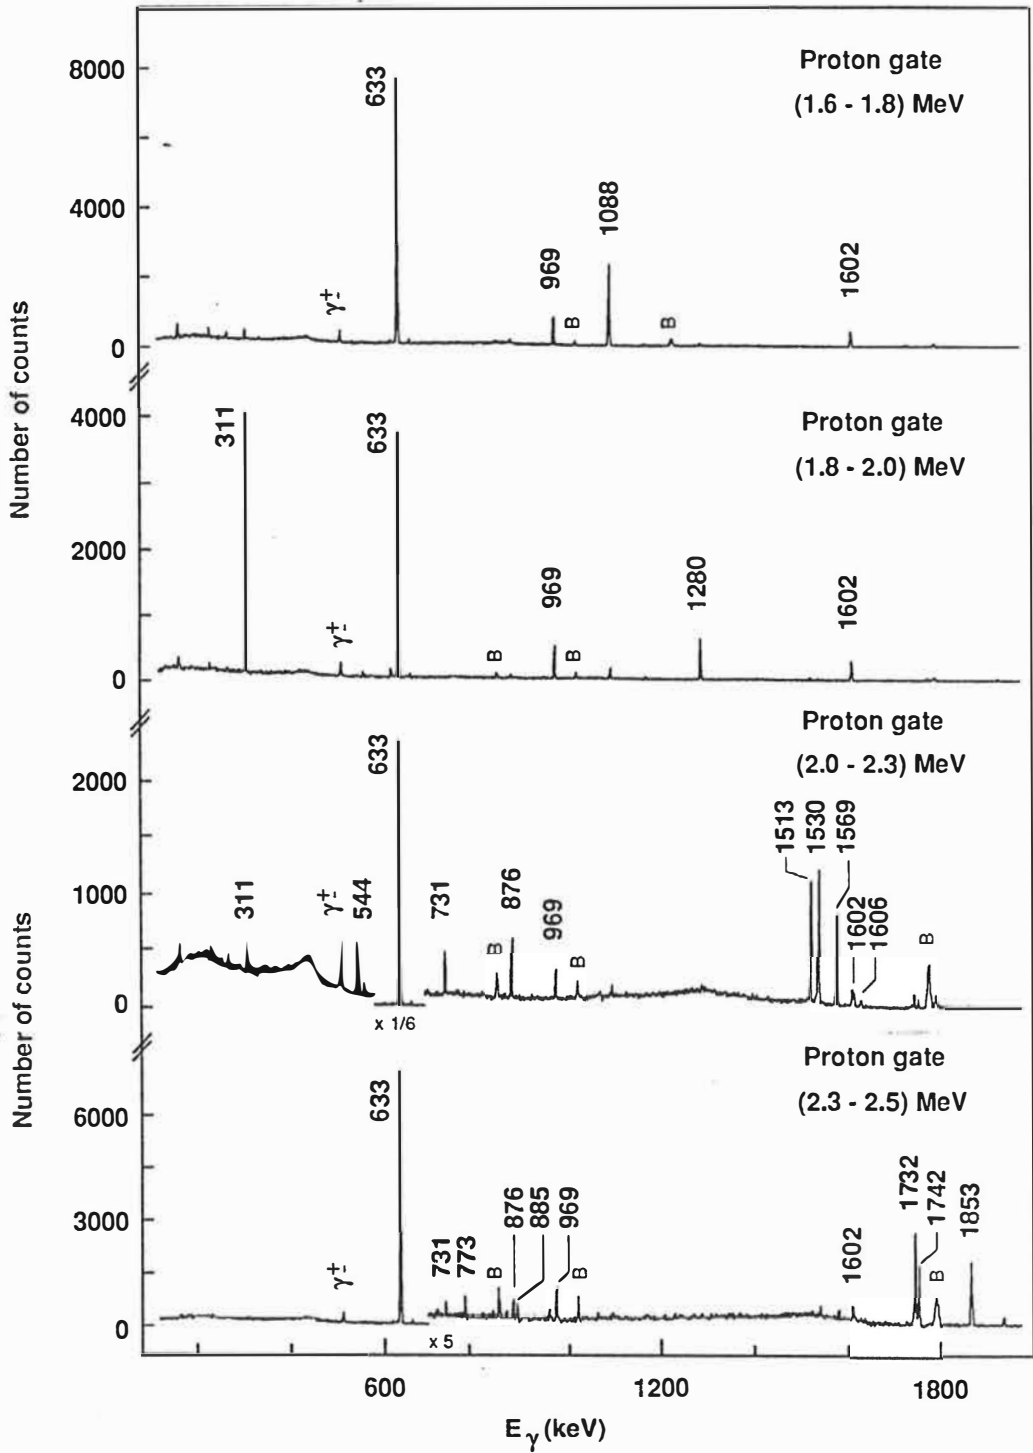 Proton gate
(1.6 - 1.8) MeV
8000
4000
0
633
γ±
969
B
1088
B
1602
Number of counts
Proton gate
(1.8 - 2.0) MeV
4000
2000
0
311
γ±
633
B
969
B
1280
1602
Proton gate
(2.0 - 2.3) MeV
2000
1000
0
311
γ±
544
633
x 1/6
731
B
876
969
B
1513
1530
1569
1602
1606
B
Number of counts
Proton gate
(2.3 - 2.5) MeV
6000
3000
0
γ±
633
x 5
731
773
B
876
885
969
B
1602
1732
1742
B
1853
600
1200
1800
Eγ (keV)